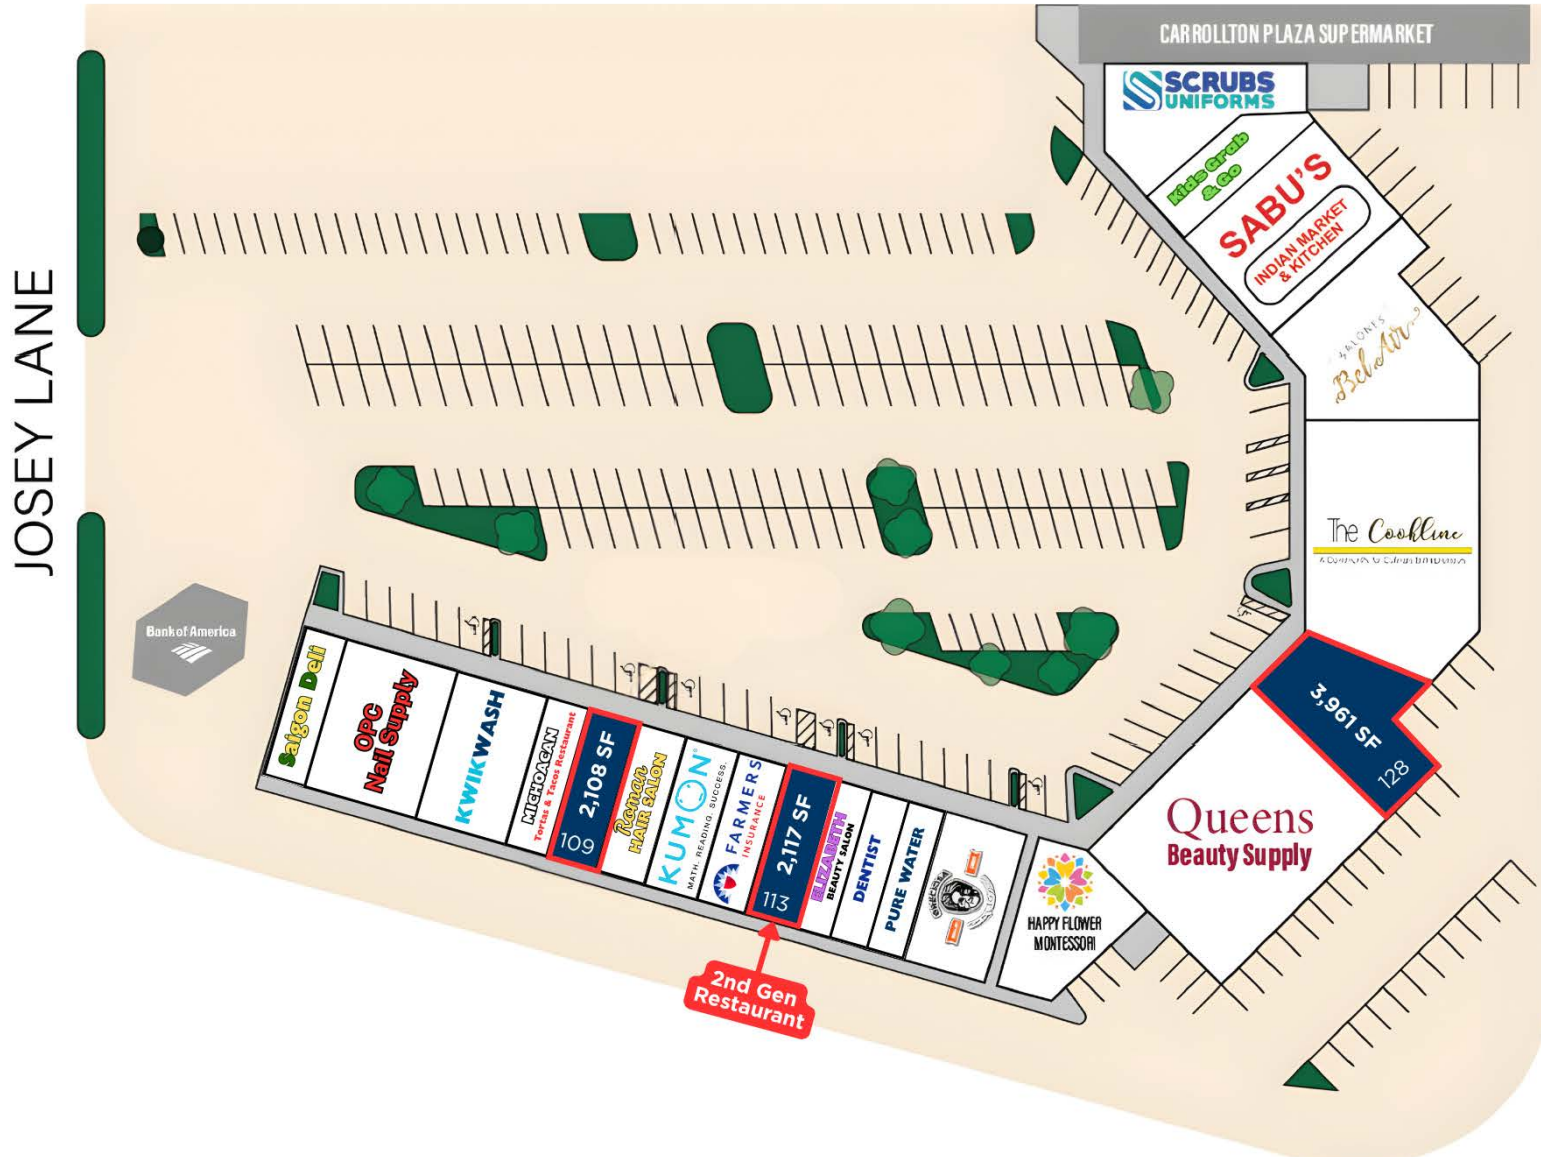 CARROLLTON PLAZA SUPERMARKET
SCRUBS
UNIFORMS
Kids Grab
& Go
SABU'S
INDIAN MARKET
& KITCHEN
SALONES
Bel Air
JOSEY LANE
The Cookline
Bank of America
3,961 SF
128
Saigon Deli
OPC
Nail Supply
KWIKWASH
MICHOACAN
Tortas & Tacos Restaurant
2,108 SF
109
Roman
HAIR SALON
KUMON
MATH. READING. SUCCESS.
FARMERS
INSURANCE
2,117 SF
113
ELIZABETH
BEAUTY SALON
DENTIST
PURE WATER
HAPPY FLOWER
MONTESSORI
Queens
Beauty Supply
2nd Gen
Restaurant